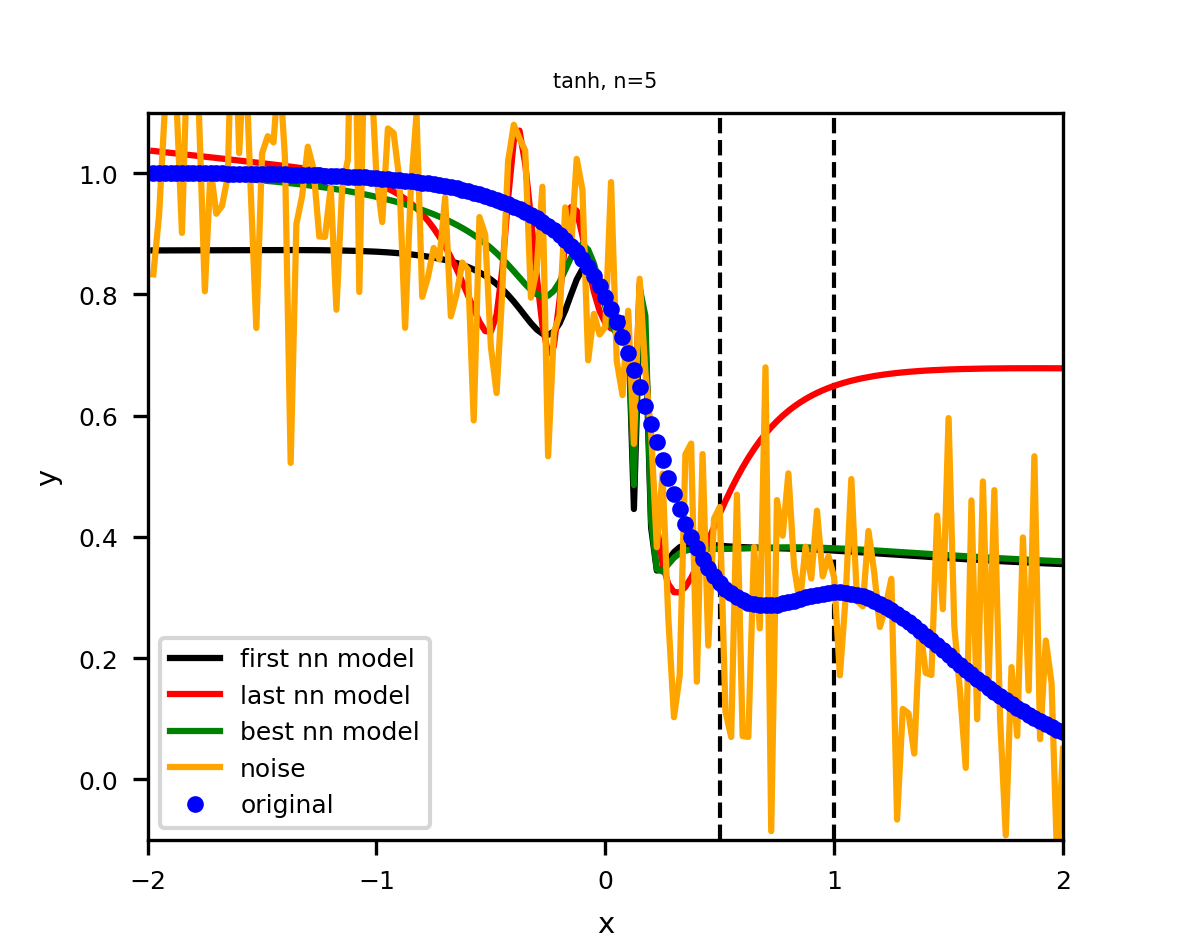 tanh, n=5
y
1.0
0.8
0.6
0.4
0.2
0.0
first nn model
last nn model
best nn model
noise
original
−2
−1
0
1
2
x